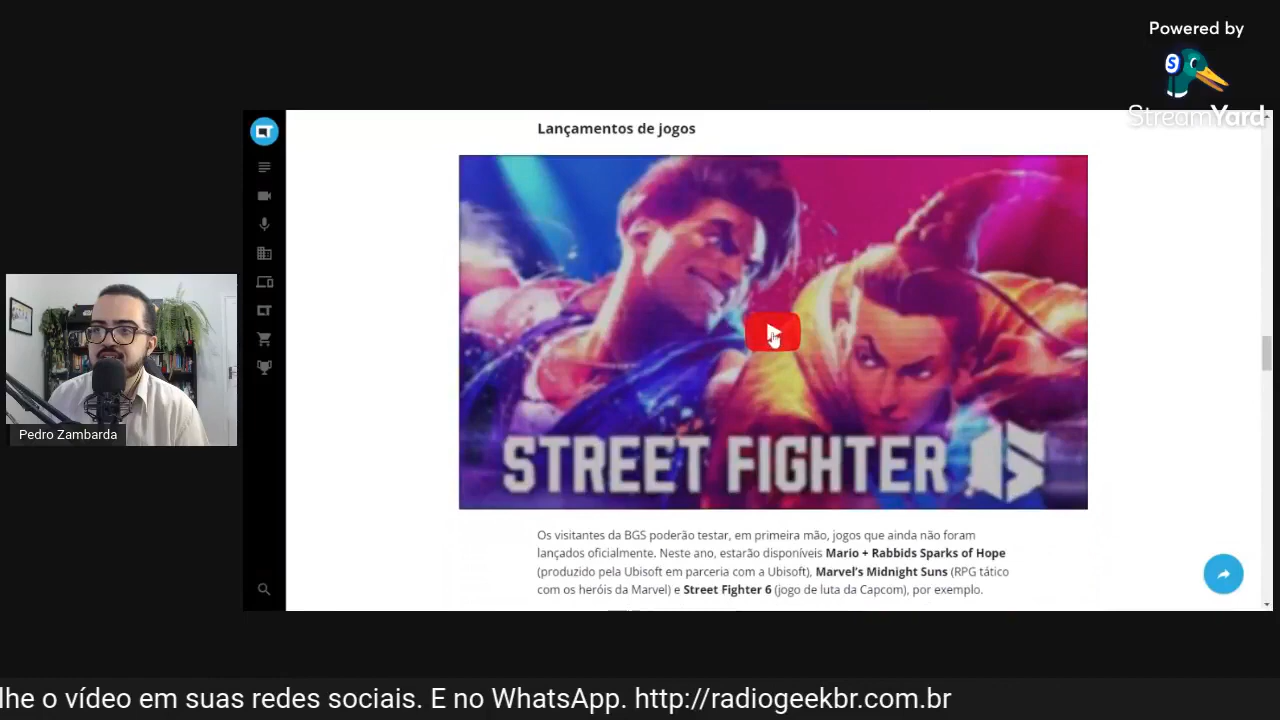 Powered by
StreamYard
Lançamentos de jogos
STREET FIGHTER 6
Os visitantes da BGS poderão testar, em primeira mão, jogos que ainda não foram
lançados oficialmente. Neste ano, estarão disponíveis Mario + Rabbids Sparks of Hope
(produzido pela Ubisoft em parceria com a Ubisoft), Marvel's Midnight Suns (RPG tático
com os heróis da Marvel) e Street Fighter 6 (jogo de luta da Capcom), por exemplo.
Pedro Zambarda
lhe o vídeo em suas redes sociais. E no WhatsApp. http://radiogeekbr.com.br